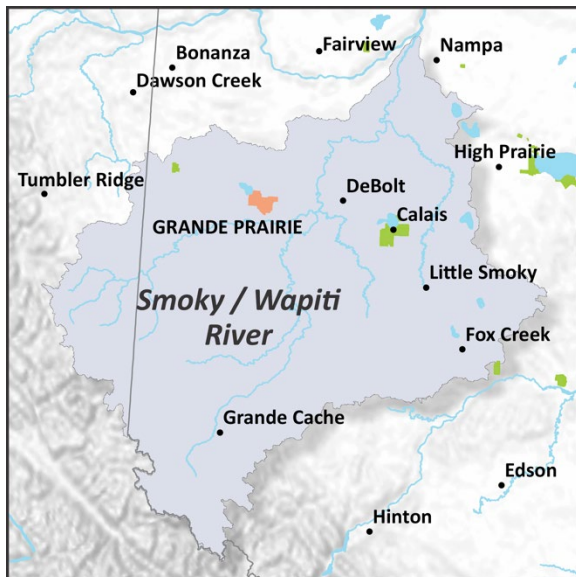 Fairview
Nampa
Bonanza
Dawson Creek
High Prairie
Tumbler Ridge
DeBolt
Calais
GRANDE PRAIRIE
Little Smoky
Smoky / Wapiti
River
Fox Creek
Grande Cache
Edson
Hinton